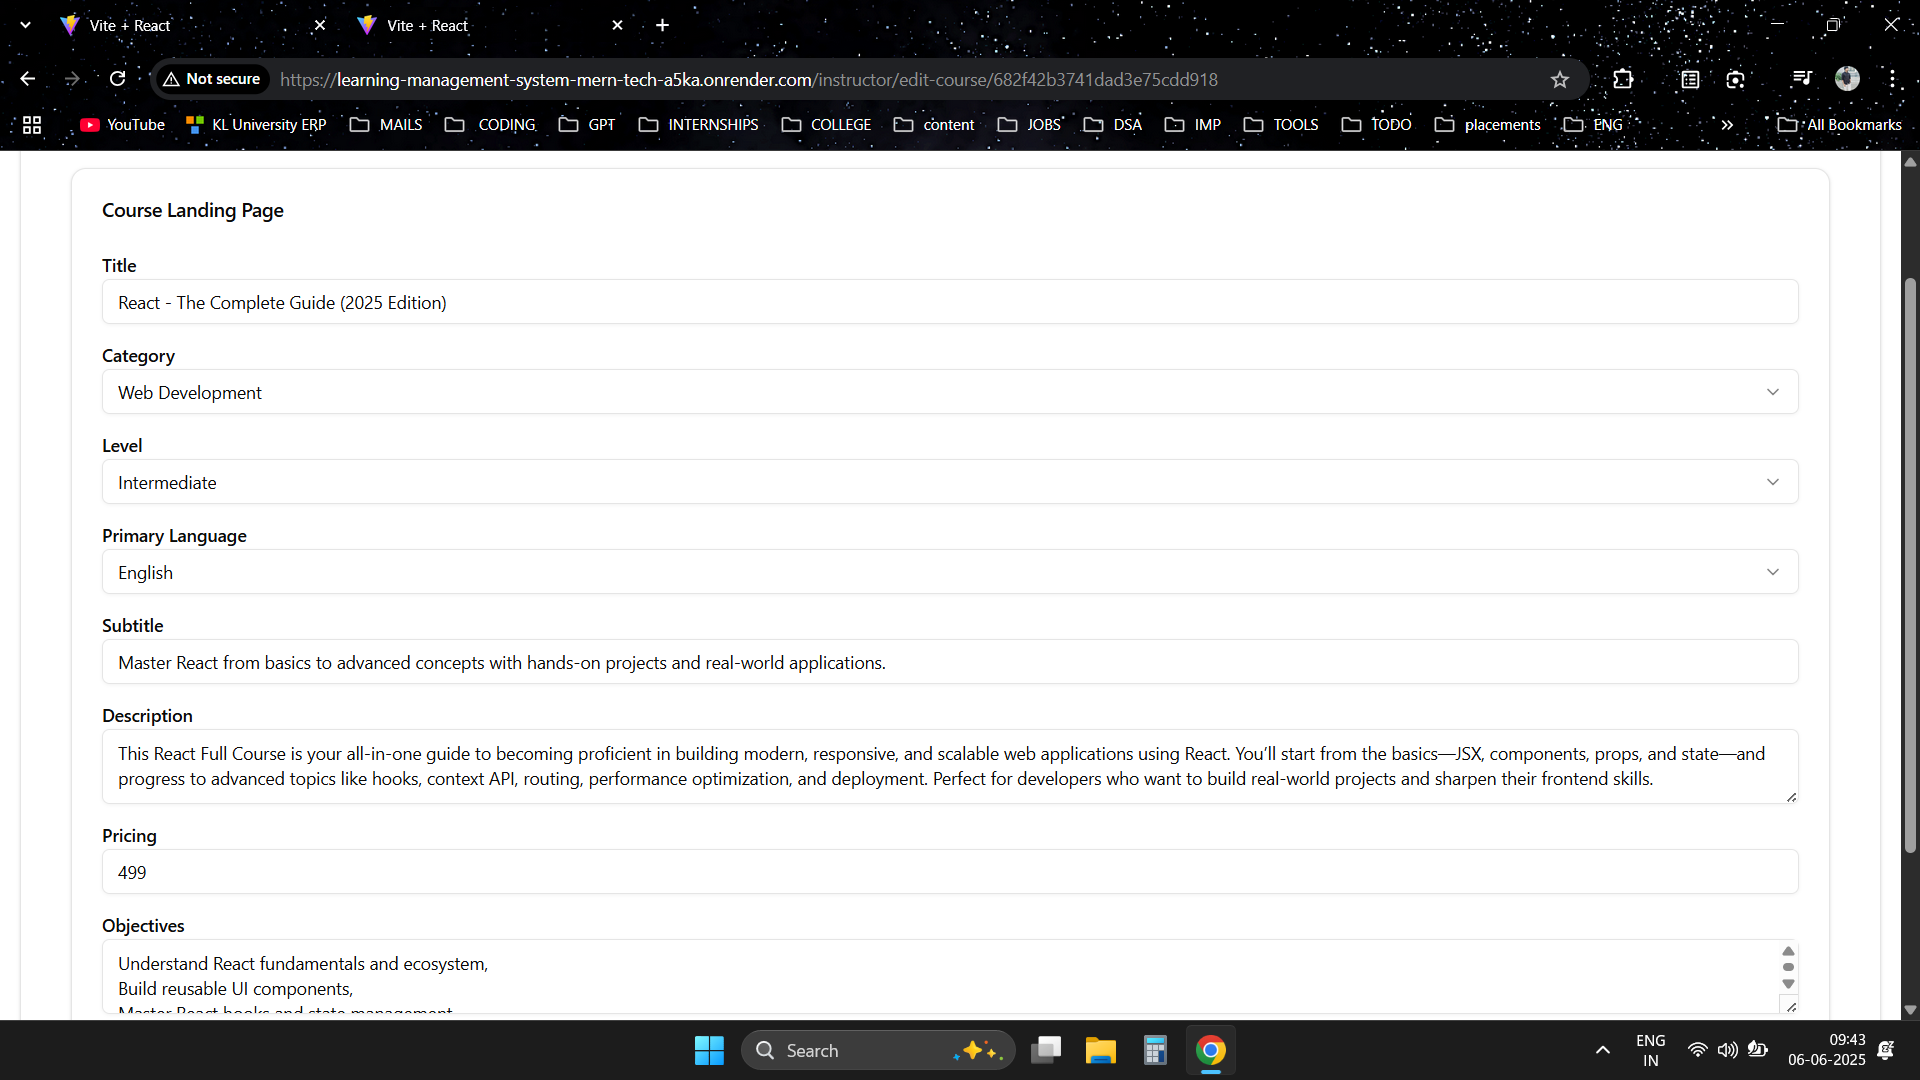 Vite + React
Vite + React
Not secure
https://learning-management-system-mern-tech-a5ka.onrender.com/instructor/edit-course/682f42b3741dad3e75cdd918
YouTube KL University ERP MAILS CODING GPT INTERNSHIPS COLLEGE content JOBS DSA IMP TOOLS TODO placements ENG All Bookmarks
Course Landing Page
Title
React - The Complete Guide (2025 Edition)
Category
Web Development
Level
Intermediate
Primary Language
English
Subtitle
Master React from basics to advanced concepts with hands-on projects and real-world applications.
Description
This React Full Course is your all-in-one guide to becoming proficient in building modern, responsive, and scalable web applications using React. You’ll start from the basics—JSX, components, props, and state—and
progress to advanced topics like hooks, context API, routing, performance optimization, and deployment. Perfect for developers who want to build real-world projects and sharpen their frontend skills.
Pricing
499
Objectives
Understand React fundamentals and ecosystem,
Build reusable UI components,
Master React hooks and state management
Search
ENG
IN
09:43
06-06-2025